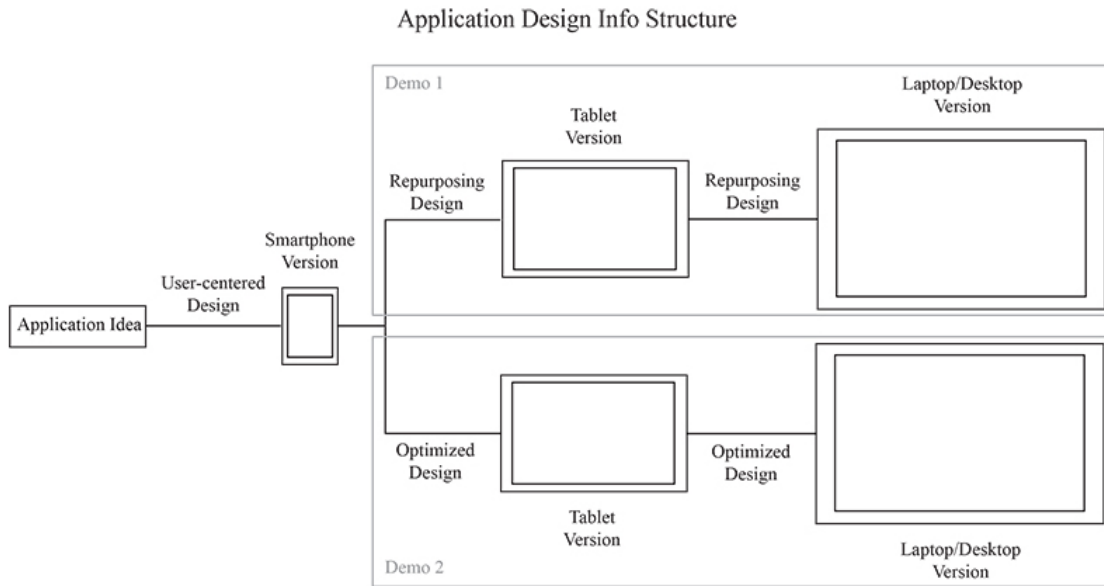 Application Design Info Structure
Demo 1
Laptop/Desktop
Version
Tablet
Version
Repurposing
Design
Repurposing
Design
Smartphone
Version
User-centered
Design
Application Idea
Optimized
Design
Optimized
Design
Tablet
Version
Laptop/Desktop
Version
Demo 2